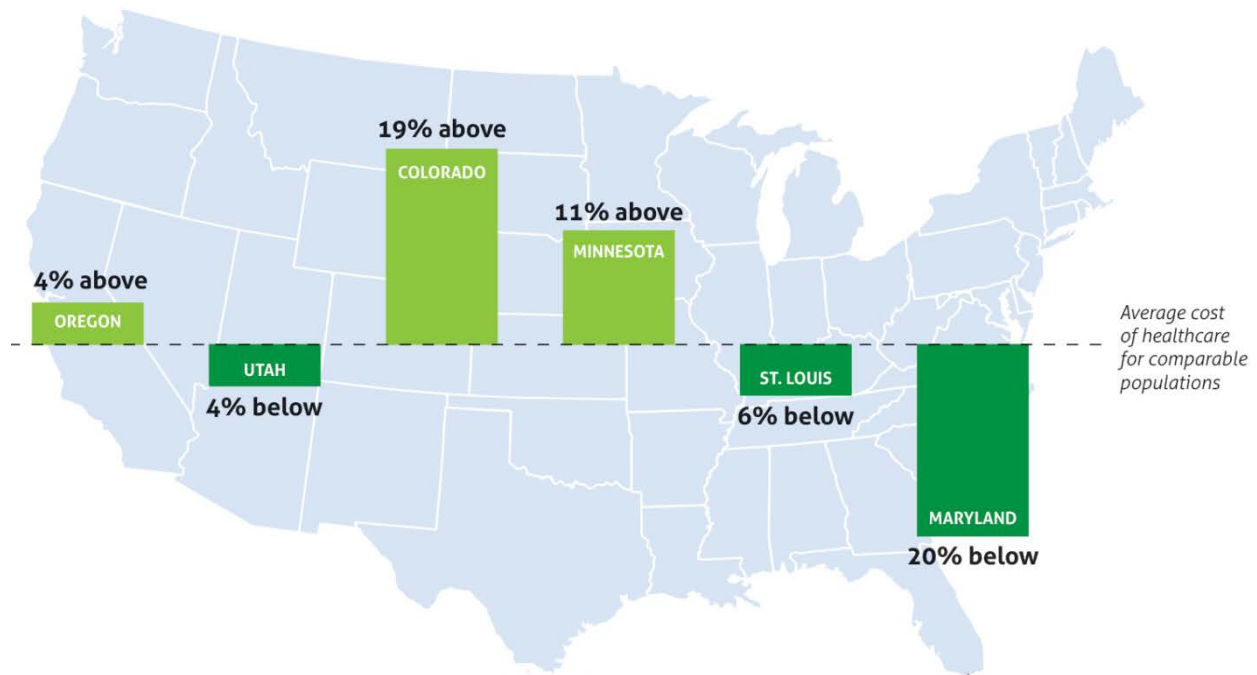 19% above
COLORADO
11% above
MINNESOTA
4% above
OREGON
UTAH
4% below
ST. LOUIS
6% below
MARYLAND
20% below
Average cost
of healthcare
for comparable
populations